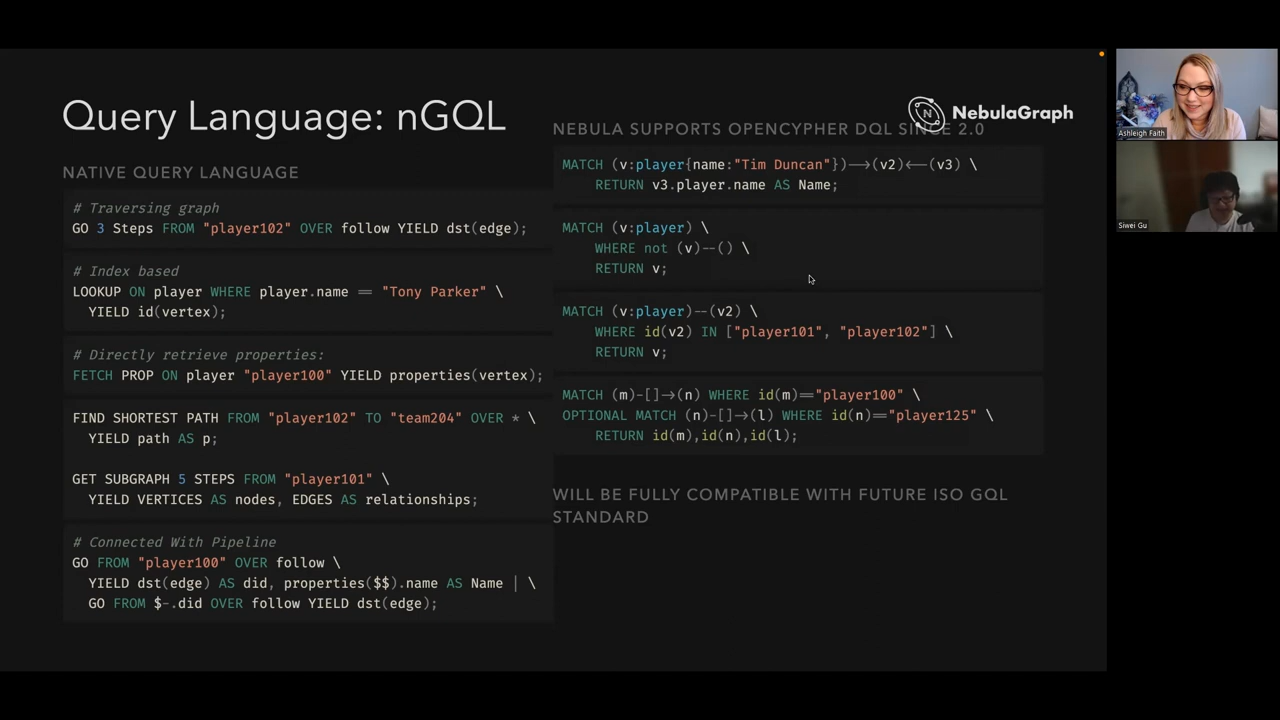 Query Language: nGQL
NebulaGraph
NATIVE QUERY LANGUAGE
# Traversing graph
GO 3 Steps FROM "player102" OVER follow YIELD dst(edge);
# Index based
LOOKUP ON player WHERE player.name == "Tony Parker" \
YIELD id(vertex);
# Directly retrieve properties:
FETCH PROP ON player "player100" YIELD properties(vertex);
FIND SHORTEST PATH FROM "player102" TO "team204" OVER * \
YIELD path AS p;
GET SUBGRAPH 5 STEPS FROM "player101" \
YIELD VERTICES AS nodes, EDGES AS relationships;
# Connected With Pipeline
GO FROM "player100" OVER follow \
YIELD dst(edge) AS did, properties($$).name AS Name | \
GO FROM $-.did OVER follow YIELD dst(edge);
NEBULA SUPPORTS OPENCYPHER DQL SINCE 2.0
MATCH (v:player{name:"Tim Duncan"})-->(v2)<--(v3) \
RETURN v3.player.name AS Name;
MATCH (v:player) \
WHERE not (v)--() \
RETURN v;
MATCH (v:player)--(v2) \
WHERE id(v2) IN ["player101", "player102"] \
RETURN v;
MATCH (m)-[]->(n) WHERE id(m)=="player100" \
OPTIONAL MATCH (n)-[]->(l) WHERE id(n)=="player125" \
RETURN id(m),id(n),id(l);
WILL BE FULLY COMPATIBLE WITH FUTURE ISO GQL
STANDARD
Ashleigh Faith
Siwei Gu